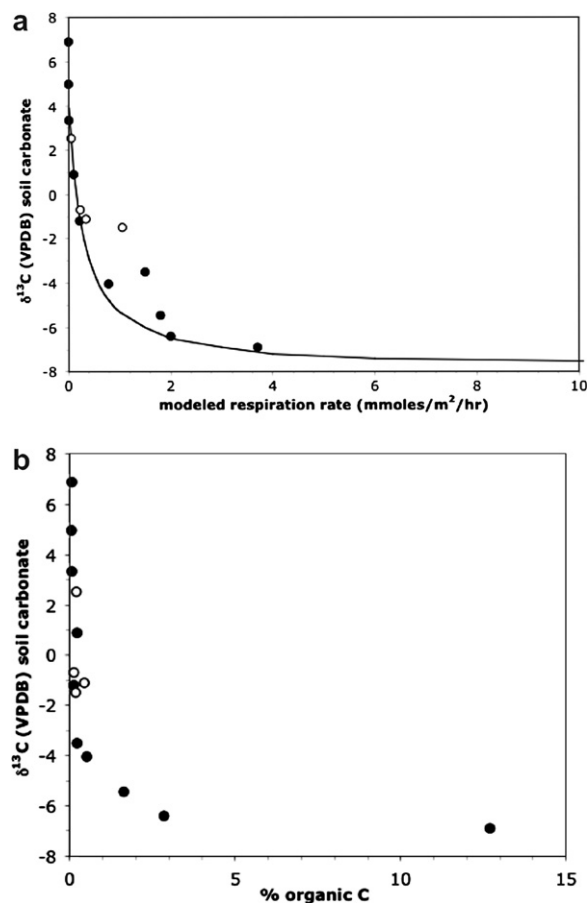 a
8
6
4
2
0
-2
-4
-6
-8
δ13C (VPDB) soil carbonate
0 2 4 6 8 10
modeled respiration rate (mmoles/m²/hr)
b
8
6
4
2
0
-2
-4
-6
-8
δ13C (VPDB) soil carbonate
0 5 10 15
% organic C